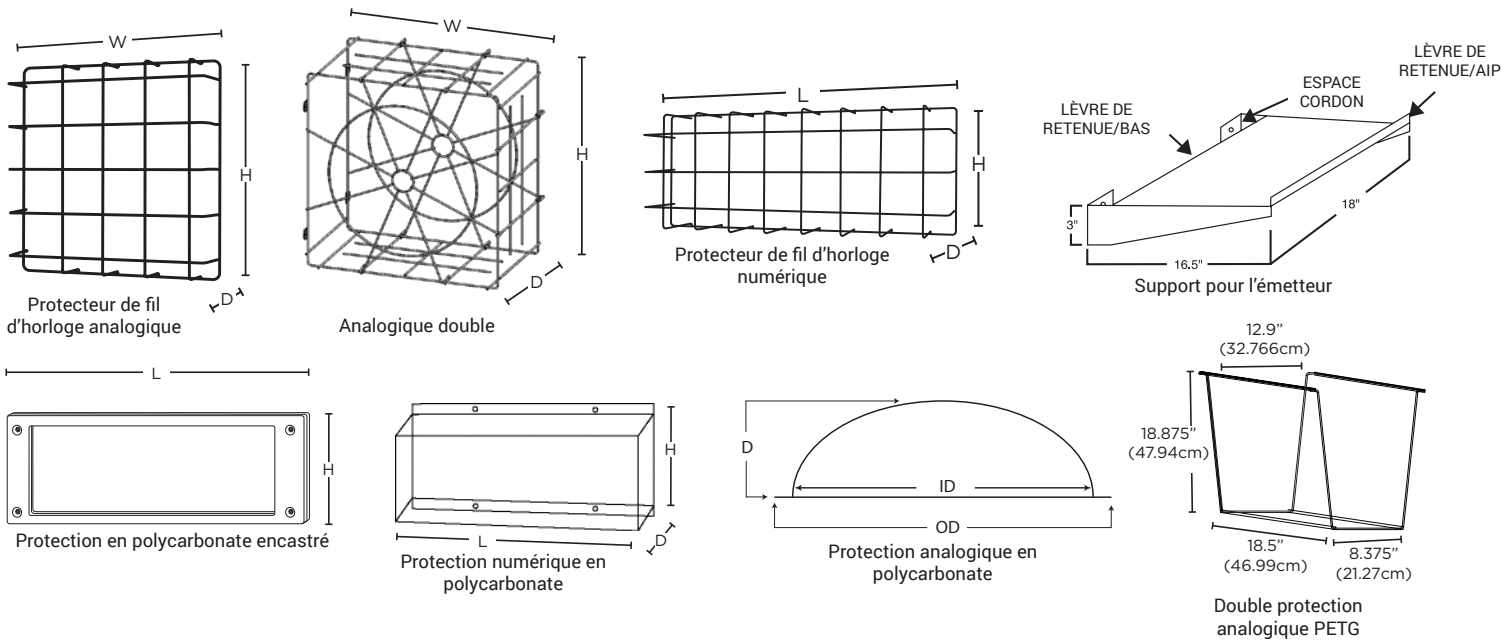 W
H
D
Protecteur de fil
d'horloge analogique
W
H
D
Analogique double
L
H
D
Protecteur de fil d'horloge
numérique
LÈVRE DE
RETENUE/BAS
ESPACE
CORDON
LÈVRE DE
RETENUE/AIP
3"
16.5"
18"
Support pour l'émetteur
L
H
Protection en polycarbonate encastré
H
L
D
Protection numérique en
polycarbonate
D
ID
OD
Protection analogique en
polycarbonate
12.9”
(32.766cm)
18.875”
(47.94cm)
18.5”
(46.99cm)
8.375”
(21.27cm)
Double protection
analogique PETG